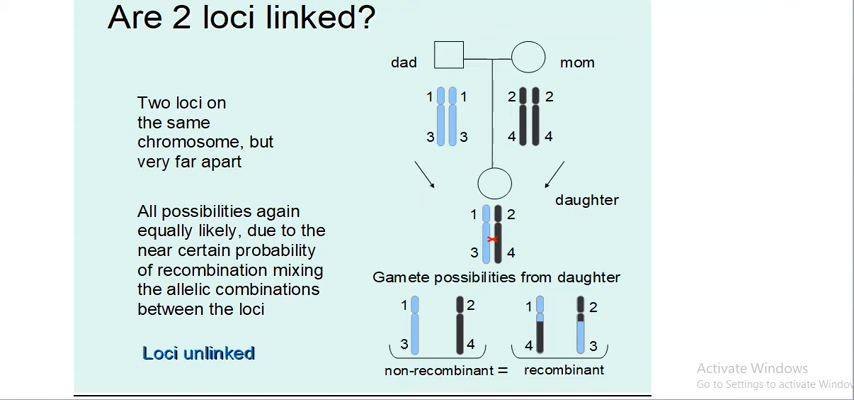 Are 2 loci linked?
dad
mom
1 1 2 2
3 3 4 4
Two loci on
the same
chromosome, but
very far apart
daughter
1 2
3 4
All possibilities again
equally likely, due to the
near certain probability
of recombination mixing
the allelic combinations
between the loci
Loci unlinked
Gamete possibilities from daughter
1 2 1 2
3 4 4 3
non-recombinant = recombinant
Activate Windows
Go to Settings to activate Window